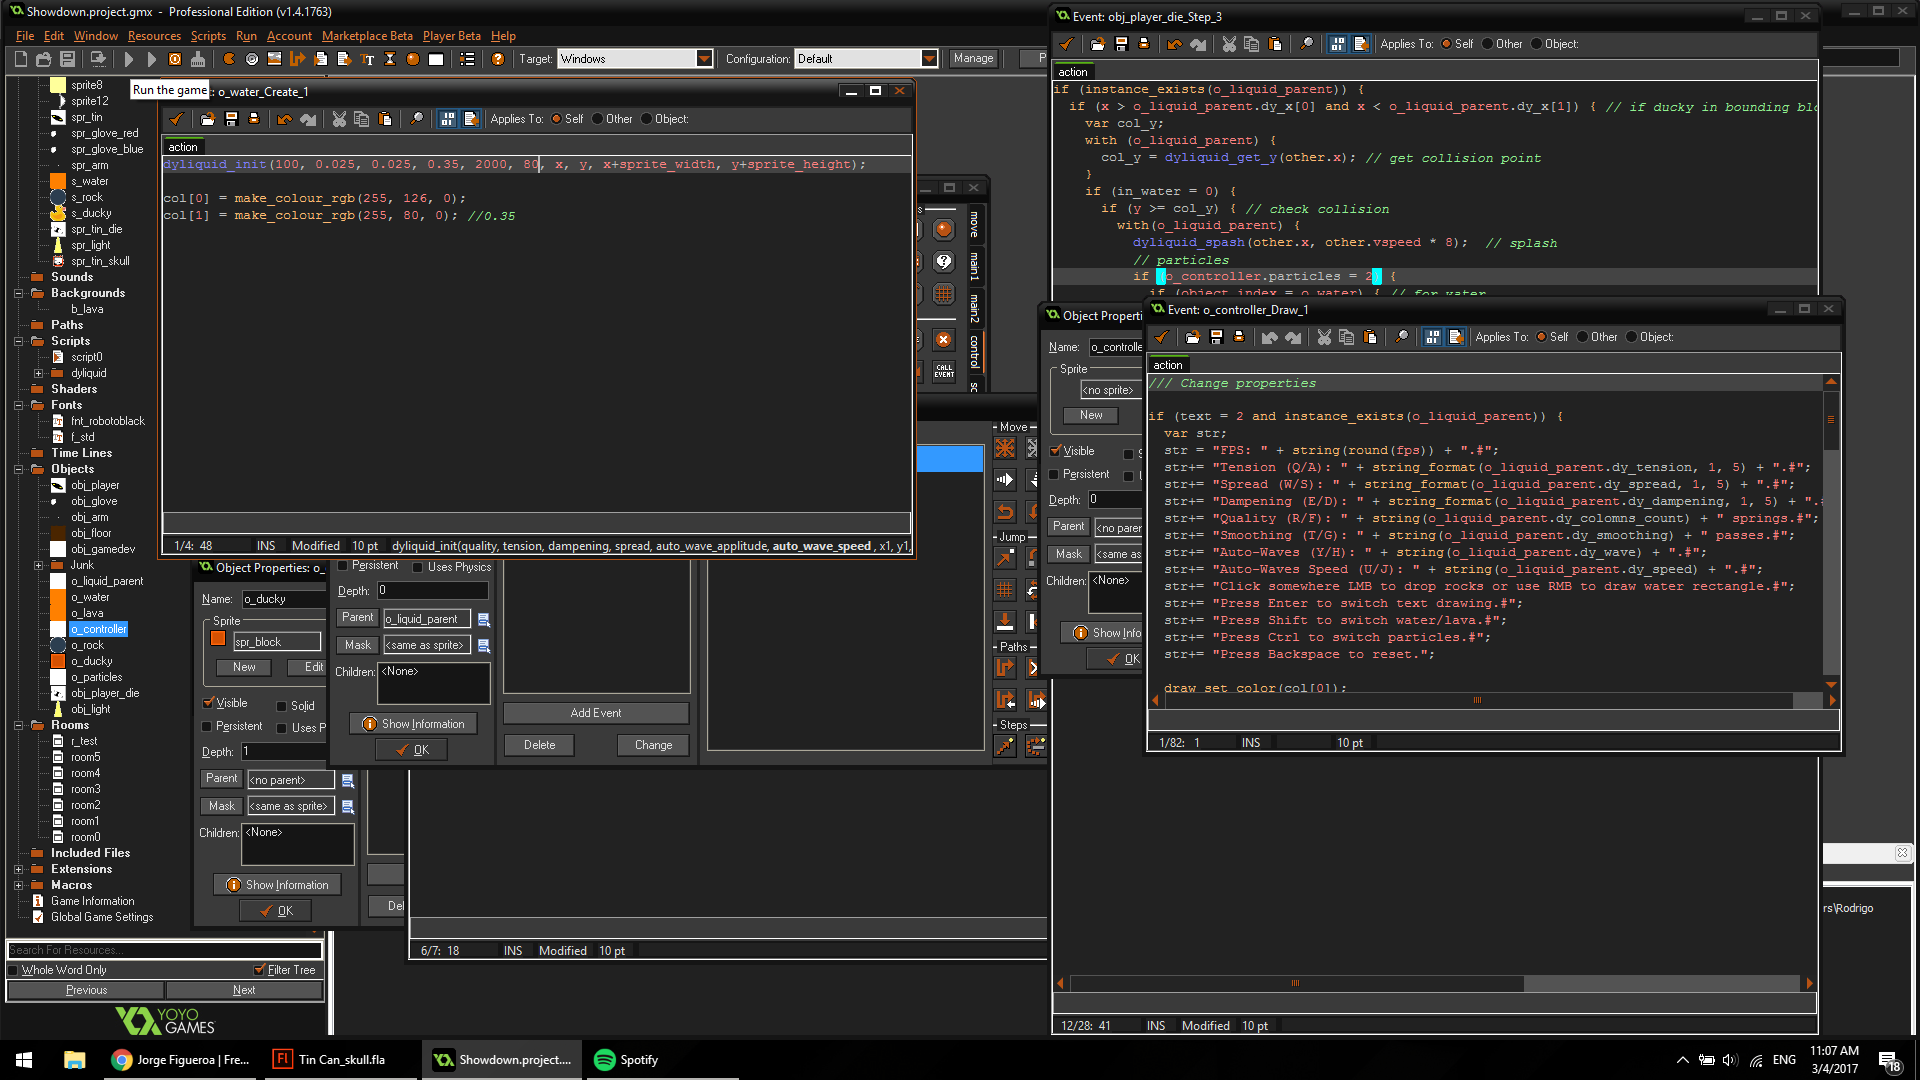 Showdown.project.gmx - Professional Edition (v1.4.1763)
File Edit Window Resources Scripts Run Account Marketplace Beta Player Beta Help
Target: Windows Configuration: Default Manage
Run the game
sprite8
sprite12
spr_tin
spr_glove_red
spr_glove_blue
spr_arm
s_water
s_rock
s_ducky
spr_tin_die
spr_light
spr_tin_skull
Sounds
Backgrounds
b_lava
Paths
Scripts
script0
dyliquid
Shaders
Fonts
fnt_robotoblack
f_std
Time Lines
Objects
obj_player
obj_glove
obj_arm
obj_floor
obj_gamedev
Junk
o_liquid_parent
o_water
o_lava
o_controller
o_rock
o_ducky
o_particles
obj_player_die
obj_light
Rooms
r_test
room5
room4
room3
room2
room1
room0
Included Files
Extensions
Macros
Game Information
Global Game Settings
Search For Resources...
Whole Word Only Filter Tree
Previous Next
YOYO
GAMES
: o_water_Create_1
Applies To: Self Other Object:
action
dyliquid_init(100, 0.025, 0.025, 0.35, 2000, 80, x, y, x+sprite_width, y+sprite_height);
col[0] = make_colour_rgb(255, 126, 0);
col[1] = make_colour_rgb(255, 80, 0); //0.35
1/4: 48 INS Modified 10 pt dyliquid_init(quality, tension, dampening, spread, auto_wave_applitude, auto_wave_speed , x1, y1,
move
main1
main2
control
CALL
EVENT
Object Properties: o_
Name: o_ducky
Sprite
spr_block
New Edit
Visible Solid
Persistent Uses P
Depth: 1
Parent <no parent>
Mask <same as sprite>
Children: <None>
Show Information
OK
Del
Persistent Uses Physics
Depth: 0
Parent o_liquid_parent
Mask <same as sprite>
Children: <None>
Show Information
OK
Add Event
Delete Change
Move
Jump
Paths
Steps
6/7: 18 INS Modified 10 pt
Event: obj_player_die_Step_3
Applies To: Self Other Object:
action
if (instance_exists(o_liquid_parent)) {
if (x > o_liquid_parent.dy_x[0] and x < o_liquid_parent.dy_x[1]) { // if ducky in bounding blo
var col_y;
with (o_liquid_parent) {
col_y = dyliquid_get_y(other.x); // get collision point
}
if (in_water = 0) {
if (y >= col_y) { // check collision
with(o_liquid_parent) {
dyliquid_spash(other.x, other.vspeed * 8); // splash
// particles
if (o_controller.particles = 2) {
if (object_index = o_water) { // for water
12/28: 41 INS Modified 10 pt
Object Properti
Name: o_controlle
Sprite
<no sprite>
New
Visible S
Persistent U
Depth: 0
Parent <no paren
Mask <same as
Children: <None>
Show Info
OK
Event: o_controller_Draw_1
Applies To: Self Other Object:
action
/// Change properties
if (text = 2 and instance_exists(o_liquid_parent)) {
var str;
str = "FPS: " + string(round(fps)) + ".#";
str+= "Tension (Q/A): " + string_format(o_liquid_parent.dy_tension, 1, 5) + ".#";
str+= "Spread (W/S): " + string_format(o_liquid_parent.dy_spread, 1, 5) + ".#";
str+= "Dampening (E/D): " + string_format(o_liquid_parent.dy_dampening, 1, 5) + ".#
str+= "Quality (R/F): " + string(o_liquid_parent.dy_colomns_count) + " springs.#";
str+= "Smoothing (T/G): " + string(o_liquid_parent.dy_smoothing) + " passes.#";
str+= "Auto-Waves (Y/H): " + string(o_liquid_parent.dy_wave) + ".#";
str+= "Auto-Waves Speed (U/J): " + string(o_liquid_parent.dy_speed) + ".#";
str+= "Click somewhere LMB to drop rocks or use RMB to draw water rectangle.#";
str+= "Press Enter to switch text drawing.#";
str+= "Press Shift to switch water/lava.#";
str+= "Press Ctrl to switch particles.#";
str+= "Press Backspace to reset.";
draw_set_color(col[0]);
1/82: 1 INS 10 pt
rs\Rodrigo
Jorge Figueroa | Fre...
Tin Can_skull.fla
Showdown.project....
Spotify
ENG
11:07 AM
3/4/2017
18